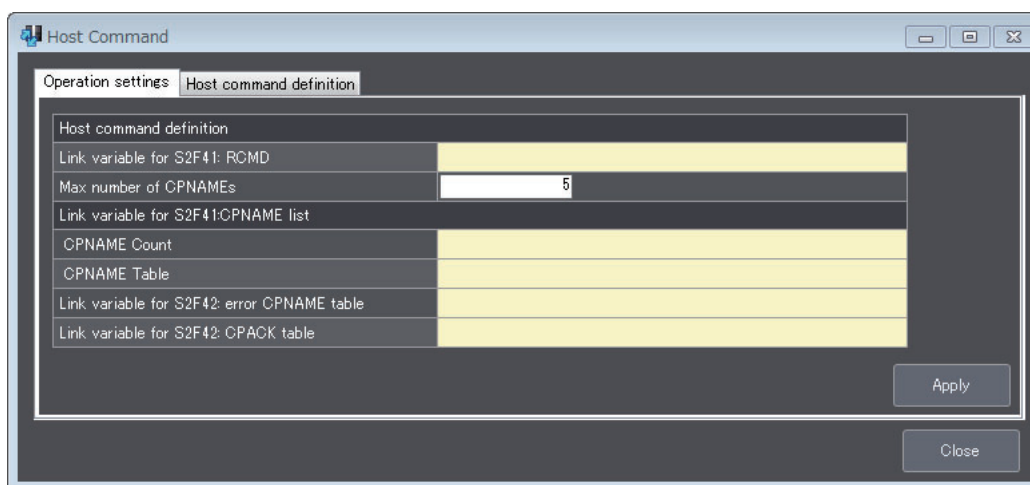 Host Command
Operation settings Host command definition
Host command definition
Link variable for S2F41: RCMD
Max number of CPNAMEs 5
Link variable for S2F41:CPNAME list
CPNAME Count
CPNAME Table
Link variable for S2F42: error CPNAME table
Link variable for S2F42: CPACK table
Apply
Close